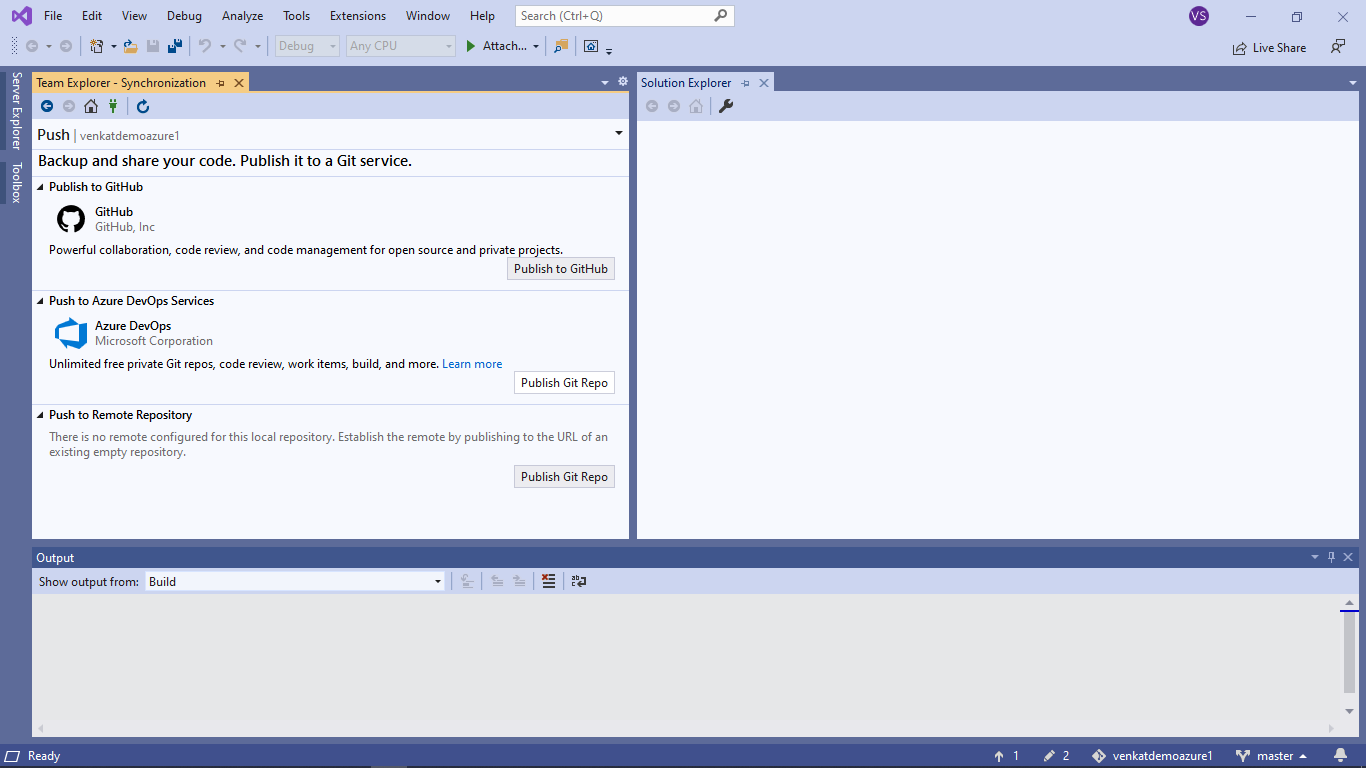 File Edit View Debug Analyze Tools Extensions Window Help Search (Ctrl+Q) VS
Debug Any CPU Attach... Live Share
Server Explorer
Toolbox
Team Explorer - Synchronization
Push | venkatdemoazure1
Backup and share your code. Publish it to a Git service.
Publish to GitHub
GitHub
GitHub, Inc
Powerful collaboration, code review, and code management for open source and private projects.
Publish to GitHub
Push to Azure DevOps Services
Azure DevOps
Microsoft Corporation
Unlimited free private Git repos, code review, work items, build, and more. Learn more
Publish Git Repo
Push to Remote Repository
There is no remote configured for this local repository. Establish the remote by publishing to the URL of an
existing empty repository.
Publish Git Repo
Solution Explorer
Output
Show output from: Build
Ready 1 2 venkatdemoazure1 master